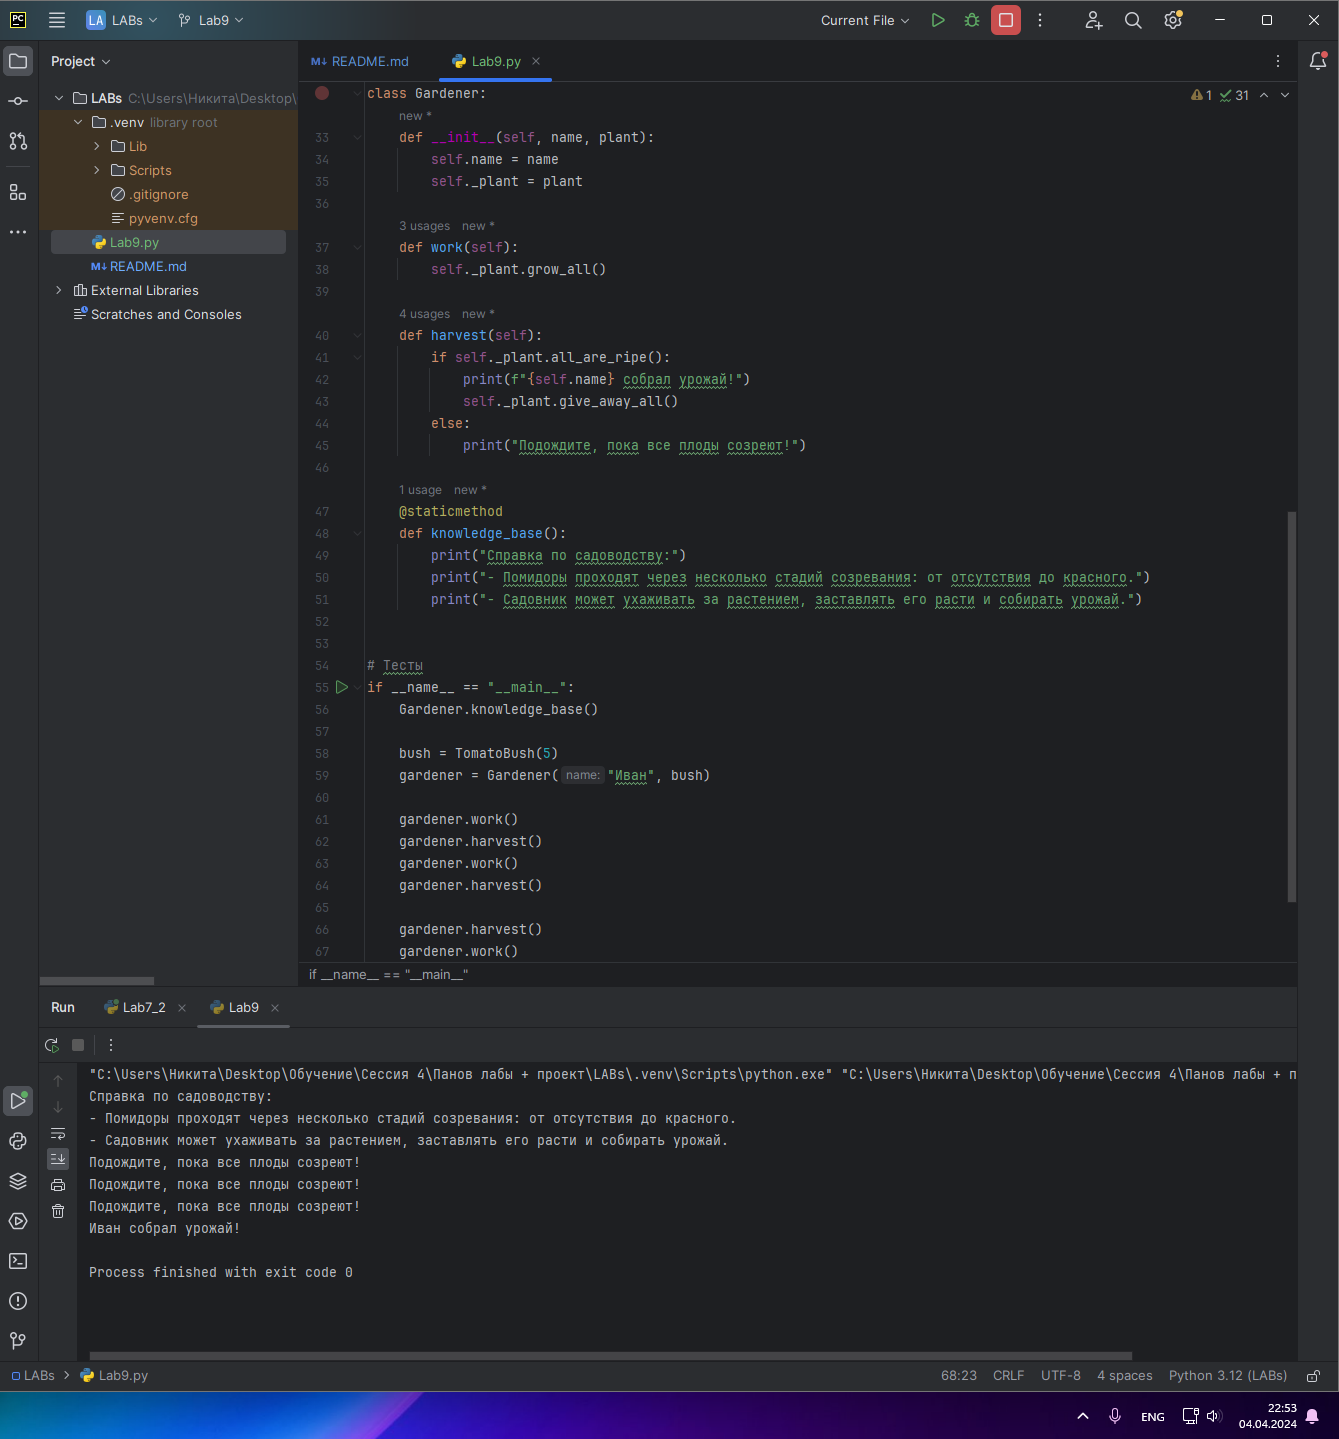 PC
LA LABs
Lab9
Current File
Project
README.md
Lab9.py
LABs C:\Users\Никита\Desktop\
.venv library root
Lib
Scripts
.gitignore
pyvenv.cfg
Lab9.py
README.md
External Libraries
Scratches and Consoles
1 31
class Gardener:
new *
33 def __init__(self, name, plant):
34 self.name = name
35 self._plant = plant
36
3 usages new *
37 def work(self):
38 self._plant.grow_all()
39
4 usages new *
40 def harvest(self):
41 if self._plant.all_are_ripe():
42 print(f"{self.name} собрал урожай!")
43 self._plant.give_away_all()
44 else:
45 print("Подождите, пока все плоды созреют!")
46
1 usage new *
47 @staticmethod
48 def knowledge_base():
49 print("Справка по садоводству:")
50 print("- Помидоры проходят через несколько стадий созревания: от отсутствия до красного.")
51 print("- Садовник может ухаживать за растением, заставлять его расти и собирать урожай.")
52
53
54 # Тесты
55 if __name__ == "__main__":
56 Gardener.knowledge_base()
57
58 bush = TomatoBush(5)
59 gardener = Gardener( name: "Иван", bush)
60
61 gardener.work()
62 gardener.harvest()
63 gardener.work()
64 gardener.harvest()
65
66 gardener.harvest()
67 gardener.work()
if __name__ == "__main__"
Run Lab7_2 Lab9
"C:\Users\Никита\Desktop\Обучение\Сессия 4\Панов лабы + проект\LABs\.venv\Scripts\python.exe" "C:\Users\Никита\Desktop\Обучение\Сессия 4\Панов лабы + п
Справка по садоводству:
- Помидоры проходят через несколько стадий созревания: от отсутствия до красного.
- Садовник может ухаживать за растением, заставлять его расти и собирать урожай.
Подождите, пока все плоды созреют!
Подождите, пока все плоды созреют!
Подождите, пока все плоды созреют!
Иван собрал урожай!
Process finished with exit code 0
LABs > Lab9.py
68:23 CRLF UTF-8 4 spaces Python 3.12 (LABs)
ENG
22:53
04.04.2024